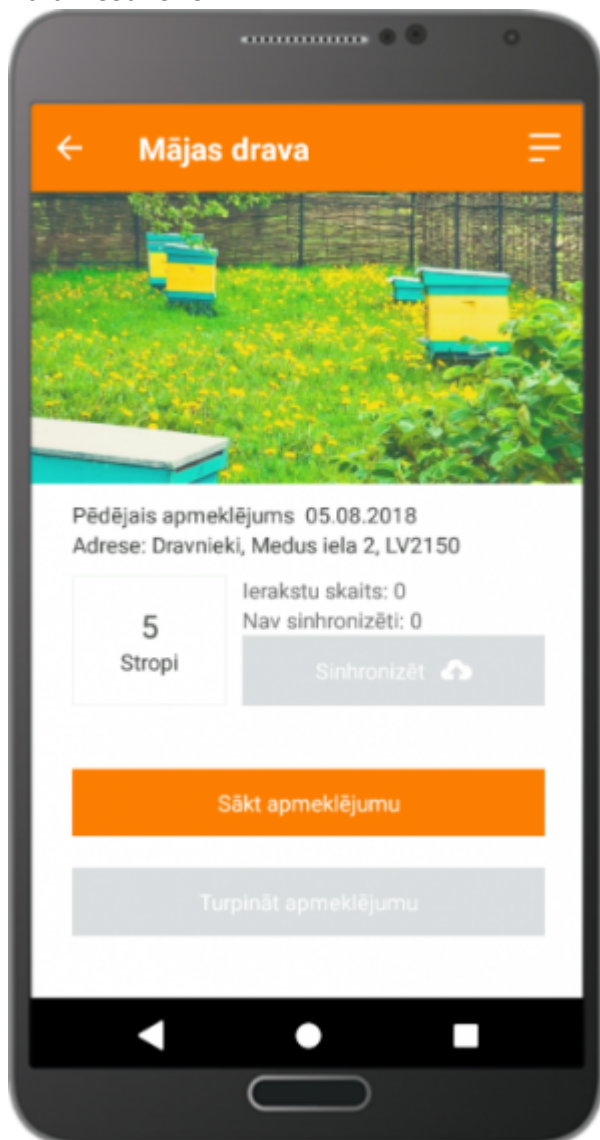 Mājas drava
Pēdējais apmeklējums 05.08.2018
Adrese: Dravnieki, Medus iela 2, LV2150
5
Stropi
Ierakstu skaits: 0
Nav sinhronizēti: 0
Sinhronizēt
Sākt apmeklējumu
Turpināt apmeklējumu